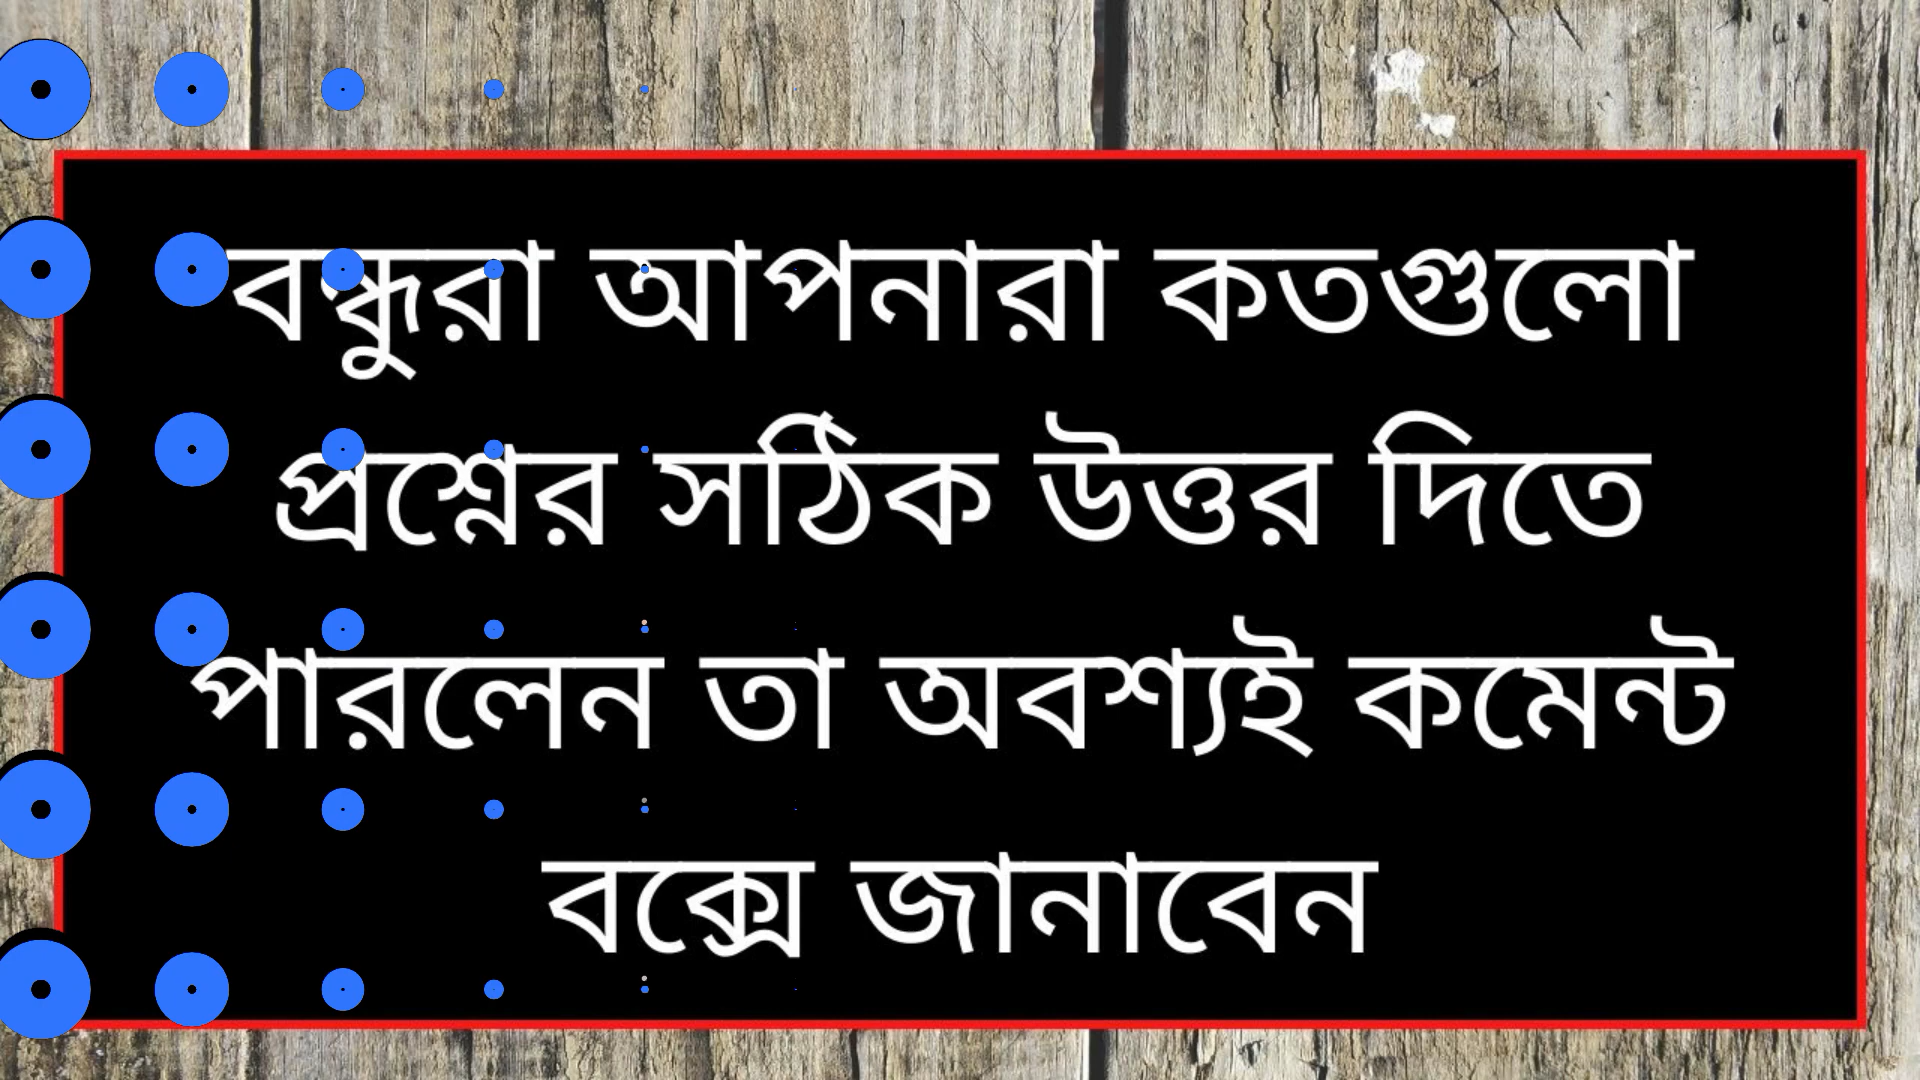 বন্ধুরা আপনারা কতগুলো
প্রশ্নের সঠিক উত্তর দিতে
পারলেন তা অবশ্যই কমেন্ট
বক্সে জানাবেন